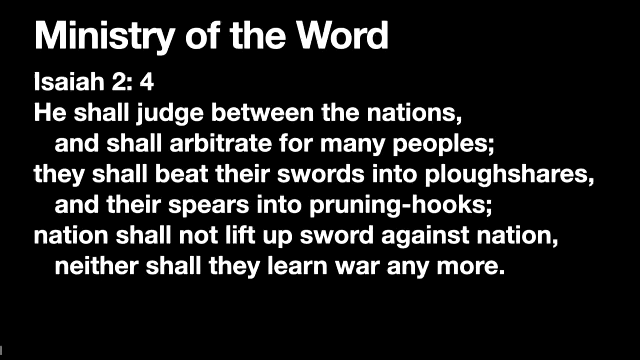 Ministry of the Word
Isaiah 2: 4
He shall judge between the nations,
and shall arbitrate for many peoples;
they shall beat their swords into ploughshares,
and their spears into pruning-hooks;
nation shall not lift up sword against nation,
neither shall they learn war any more.